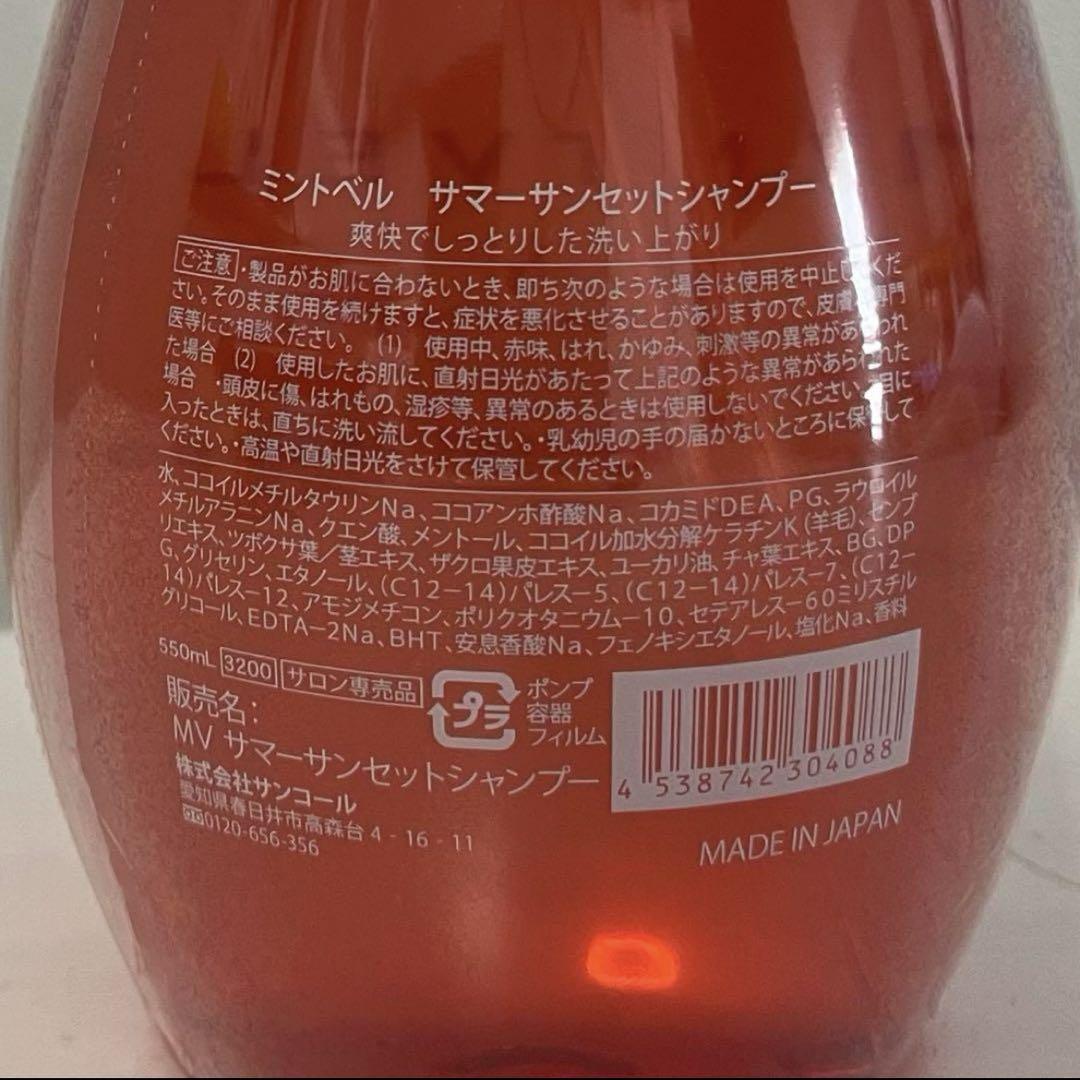 ミントベル　サマーサンセットシャンプー
爽快でしっとりした洗い上がり
ご注意 ・製品がお肌に合わないとき、即ち次のような場合は使用を中止しくだ
さい。そのまま使用を続けますと、症状を悪化させることがありますので、皮膚 専門
医等にご相談ください。　(1)　使用中、赤味、はれ、かゆみ、刺激等の異常があらわれ
た場合　(2)　使用したお肌に、直射日光があたって上記のような異常があらわれた
場合　・頭皮に傷、はれもの、湿疹等、異常のあるときは使用しないでください ・目に
入ったときは、直ちに洗い流してください。・乳幼児の手の届かないところに保管して
ください。・高温や直射日光をさけて保管してください。
水、ココイルメチルタウリンNa、ココアンホ酢酸Na、コカミドDEA、PG、ラウロイル
メチルアラニンNa、クエン酸、メントール、ココイル加水分解ケラチンK(羊毛)、センブ
リエキス、ツボクサ葉／茎エキス、ザクロ果皮エキス、ユーカリ油、チャ葉エキス、BG、DP
G、グリセリン、エタノール、(C12－14)パレス－5、(C12－14)パレス－7、(C12－
14)パレス－12、アモジメチコン、ポリクオタニウム－10、セテアレス－60ミリスチル
グリコール、EDTA－2Na、BHT、安息香酸Na、フェノキシエタノール、塩化Na、香料
550mL 3200 サロン専売品
プラ
ポンプ
容器
フィルム
販売名：
MV サマーサンセットシャンプー
株式会社サンコール
愛知県春日井市高森台 4 - 16 - 11
0120-656-356
4 538742 304088
MADE IN JAPAN